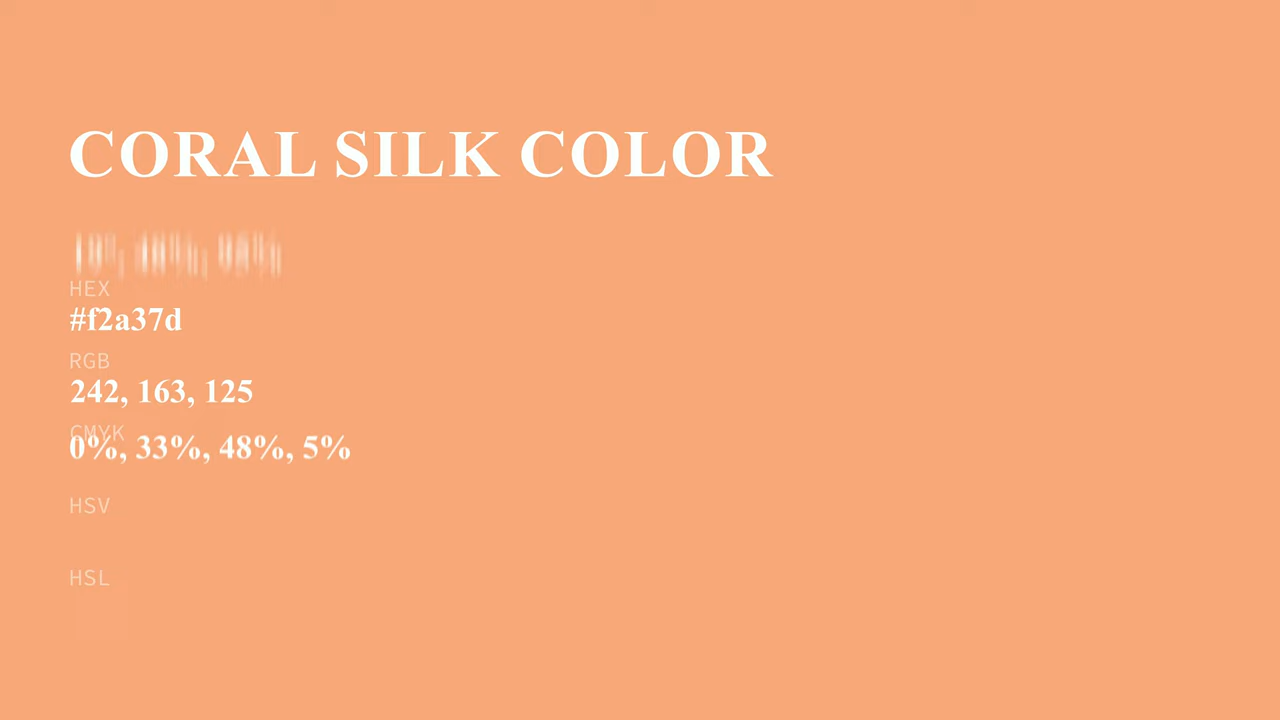 CORAL SILK COLOR
HEX
#f2a37d
RGB
242, 163, 125
CMYK
0%, 33%, 48%, 5%
HSV
HSL